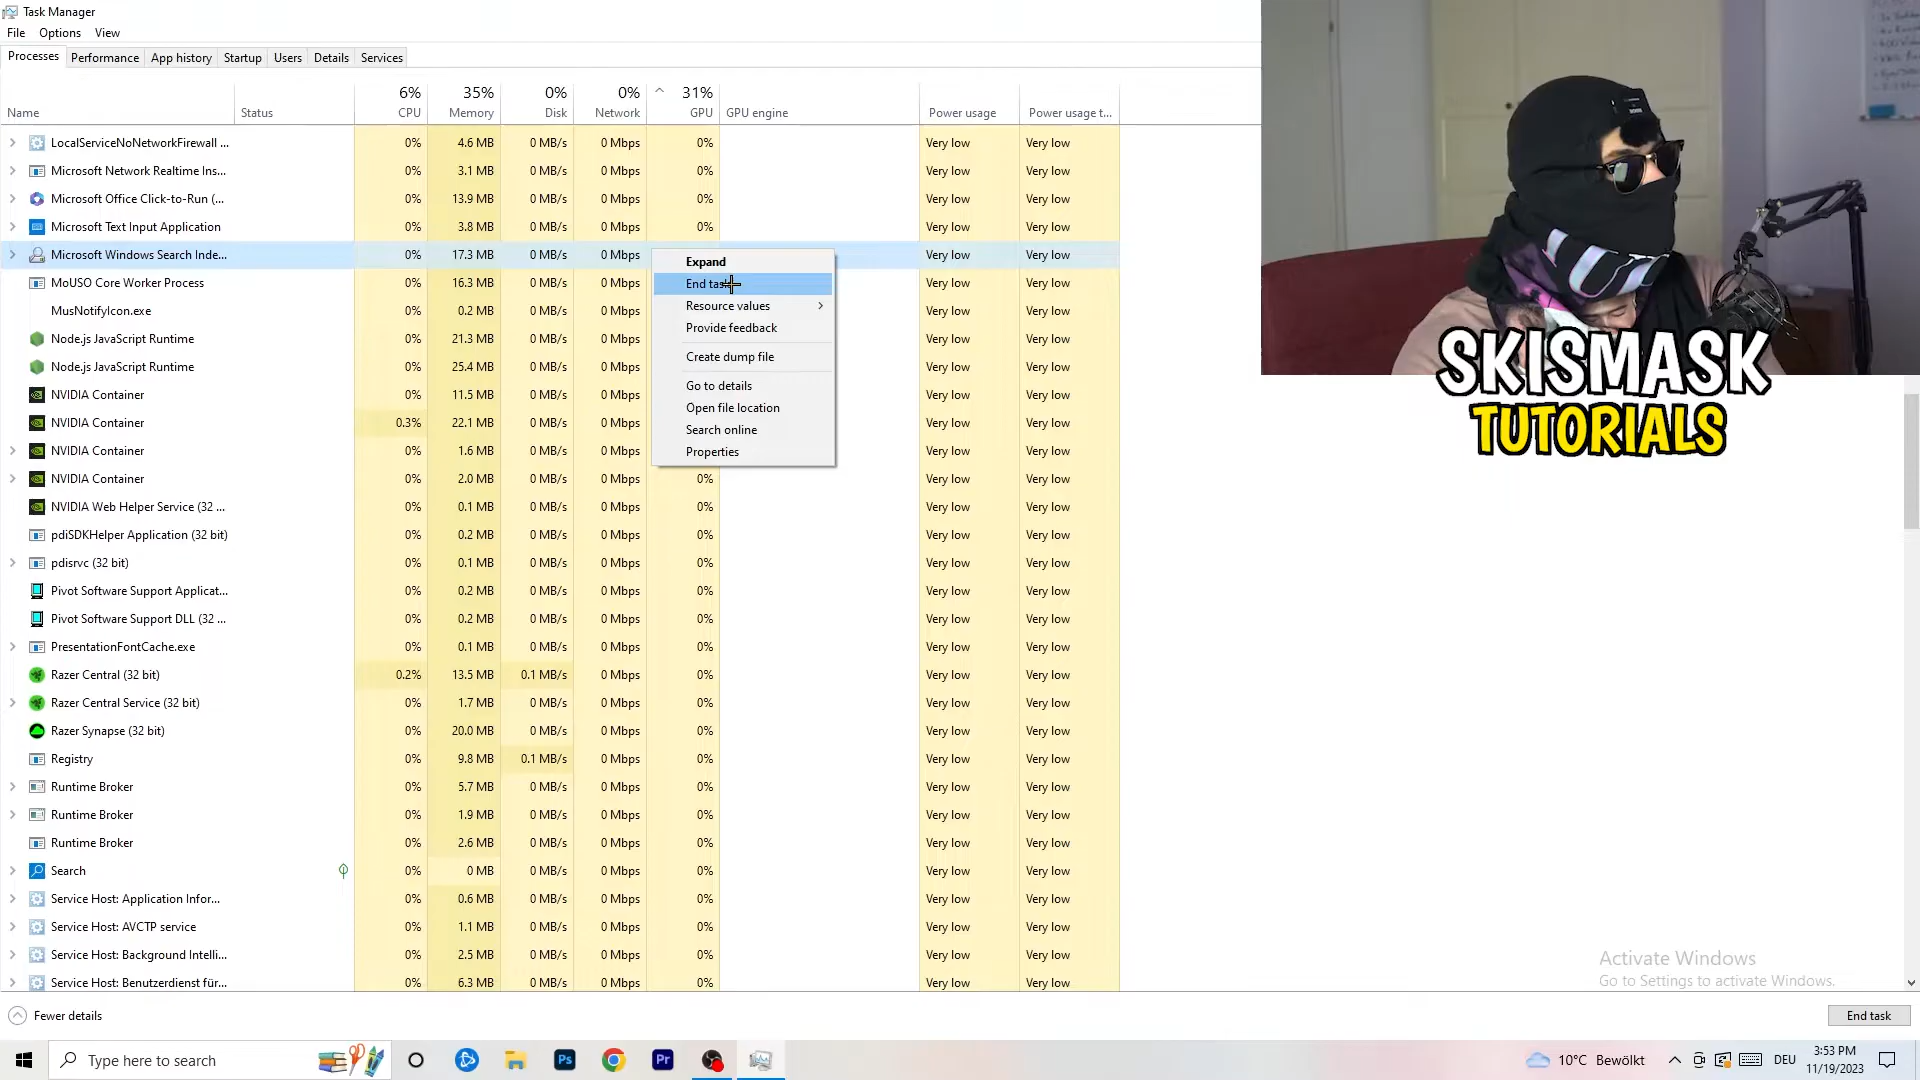 Task Manager
File Options View
Processes Performance App history Startup Users Details Services
6% 35% 0% 0% 31%
Name Status CPU Memory Disk Network GPU GPU engine Power usage Power usage t...
LocalServiceNoNetworkFirewall ... 0% 4.6 MB 0 MB/s 0 Mbps 0% Very low Very low
Microsoft Network Realtime Ins... 0% 3.1 MB 0 MB/s 0 Mbps 0% Very low Very low
Microsoft Office Click-to-Run (... 0% 13.9 MB 0 MB/s 0 Mbps 0% Very low Very low
Microsoft Text Input Application 0% 3.8 MB 0 MB/s 0 Mbps 0% Very low Very low
Microsoft Windows Search Inde... 0% 17.3 MB 0 MB/s 0 Mbps Very low Very low
MoUSO Core Worker Process 0% 16.3 MB 0 MB/s 0 Mbps Very low Very low
MusNotifyIcon.exe 0% 0.2 MB 0 MB/s 0 Mbps Very low Very low
Node.js JavaScript Runtime 0% 21.3 MB 0 MB/s 0 Mbps Very low Very low
Node.js JavaScript Runtime 0% 25.4 MB 0 MB/s 0 Mbps Very low Very low
NVIDIA Container 0% 11.5 MB 0 MB/s 0 Mbps Very low Very low
NVIDIA Container 0.3% 22.1 MB 0 MB/s 0 Mbps Very low Very low
NVIDIA Container 0% 1.6 MB 0 MB/s 0 Mbps Very low Very low
NVIDIA Container 0% 2.0 MB 0 MB/s 0 Mbps 0% Very low Very low
NVIDIA Web Helper Service (32 ... 0% 0.1 MB 0 MB/s 0 Mbps 0% Very low Very low
pdiSDKHelper Application (32 bit) 0% 0.2 MB 0 MB/s 0 Mbps 0% Very low Very low
pdisrvc (32 bit) 0% 0.1 MB 0 MB/s 0 Mbps 0% Very low Very low
Pivot Software Support Applicat... 0% 0.2 MB 0 MB/s 0 Mbps 0% Very low Very low
Pivot Software Support DLL (32 ... 0% 0.2 MB 0 MB/s 0 Mbps 0% Very low Very low
PresentationFontCache.exe 0% 0.1 MB 0 MB/s 0 Mbps 0% Very low Very low
Razer Central (32 bit) 0.2% 13.5 MB 0.1 MB/s 0 Mbps 0% Very low Very low
Razer Central Service (32 bit) 0% 1.7 MB 0 MB/s 0 Mbps 0% Very low Very low
Razer Synapse (32 bit) 0% 20.0 MB 0 MB/s 0 Mbps 0% Very low Very low
Registry 0% 9.8 MB 0.1 MB/s 0 Mbps 0% Very low Very low
Runtime Broker 0% 5.7 MB 0 MB/s 0 Mbps 0% Very low Very low
Runtime Broker 0% 1.9 MB 0 MB/s 0 Mbps 0% Very low Very low
Runtime Broker 0% 2.6 MB 0 MB/s 0 Mbps 0% Very low Very low
Search 0% 0 MB 0 MB/s 0 Mbps 0% Very low Very low
Service Host: Application Infor... 0% 0.6 MB 0 MB/s 0 Mbps 0% Very low Very low
Service Host: AVCTP service 0% 1.1 MB 0 MB/s 0 Mbps 0% Very low Very low
Service Host: Background Intelli... 0% 2.5 MB 0 MB/s 0 Mbps 0% Very low Very low
Service Host: Benutzerdienst für... 0% 6.3 MB 0 MB/s 0 Mbps 0% Very low Very low
Expand
End task
Resource values
Provide feedback
Create dump file
Go to details
Open file location
Search online
Properties
SKISMASK
TUTORIALS
Activate Windows
Go to Settings to activate Windows.
Fewer details
End task
Type here to search
Ps
Pr
10°C Bewölkt
DEU
3:53 PM
11/19/2023